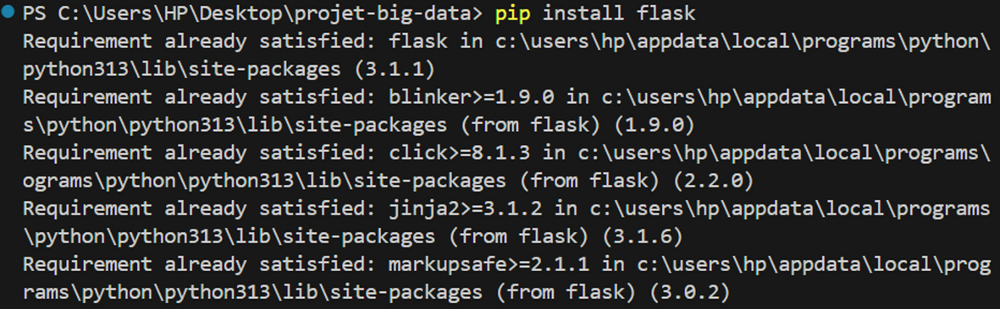 PS C:\Users\HP\Desktop\projet-big-data> pip install flask
Requirement already satisfied: flask in c:\users\hp\appdata\local\programs\python\
python313\lib\site-packages (3.1.1)
Requirement already satisfied: blinker>=1.9.0 in c:\users\hp\appdata\local\program
s\python\python313\lib\site-packages (from flask) (1.9.0)
Requirement already satisfied: click>=8.1.3 in c:\users\hp\appdata\local\programs\
ograms\python\python313\lib\site-packages (from flask) (2.2.0)
Requirement already satisfied: jinja2>=3.1.2 in c:\users\hp\appdata\local\programs
\python\python313\lib\site-packages (from flask) (3.1.6)
Requirement already satisfied: markupsafe>=2.1.1 in c:\users\hp\appdata\local\prog
rams\python\python313\lib\site-packages (from flask) (3.0.2)